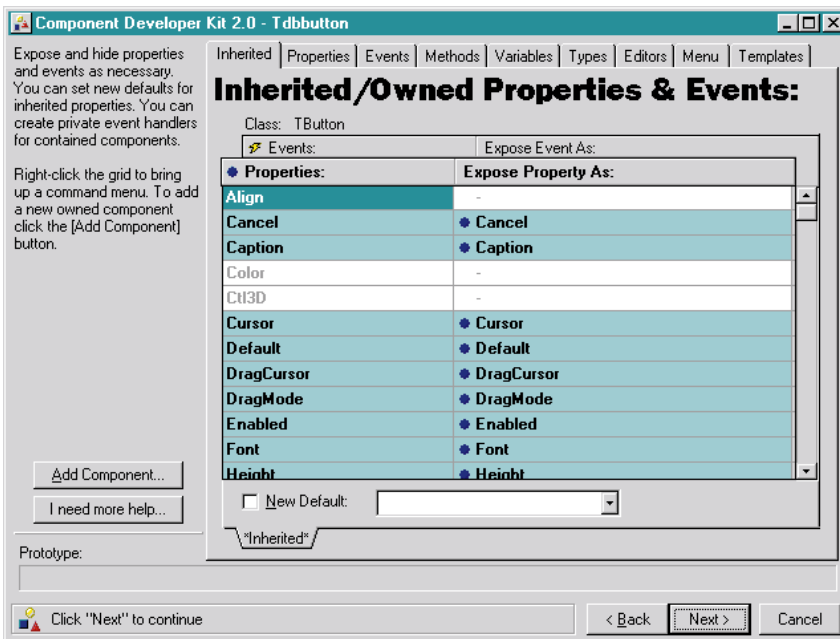 Component Developer Kit 2.0 - Tdbbutton
Expose and hide properties
and events as necessary.
You can set new defaults for
inherited properties. You can
create private event handlers
for contained components.
Right-click the grid to bring
up a command menu. To add
a new owned component
click the [Add Component]
button.
Add Component...
I need more help...
Inherited Properties Events Methods Variables Types Editors Menu Templates
Inherited/Owned Properties & Events:
Class: TButton
Events: Expose Event As:
Properties: Expose Property As:
Align -
Cancel Cancel
Caption Caption
Color -
Ctl3D -
Cursor Cursor
Default Default
DragCursor DragCursor
DragMode DragMode
Enabled Enabled
Font Font
Height Height
New Default:
*Inherited*
Prototype:
Click "Next" to continue
< Back Next > Cancel